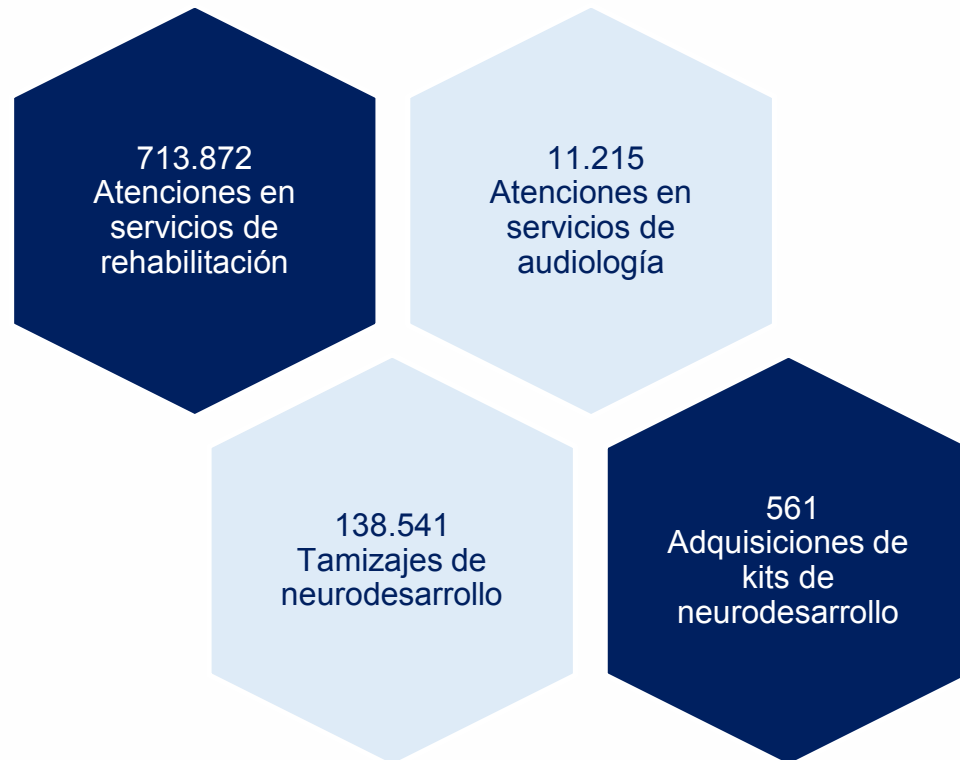 713.872
Atenciones en
servicios de
rehabilitación
11.215
Atenciones en
servicios de
audiología
138.541
Tamizajes de
neurodesarrollo
561
Adquisiciones de
kits de
neurodesarrollo